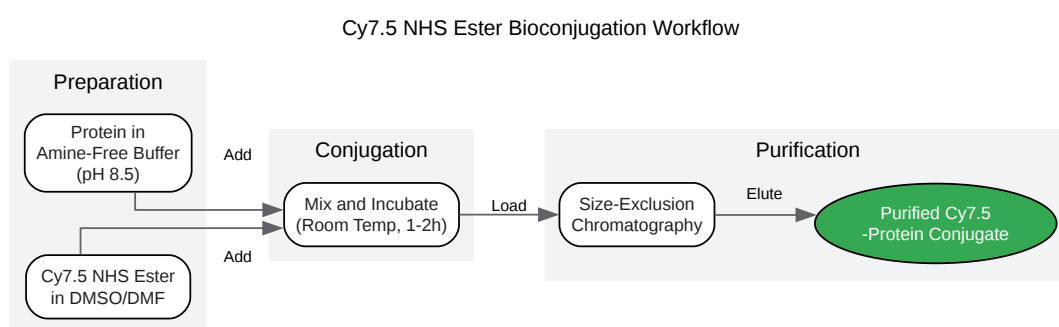 Cy7.5 NHS Ester Bioconjugation Workflow
Preparation
Protein in
Amine-Free Buffer
(pH 8.5)
Cy7.5 NHS Ester
in DMSO/DMF
Add
Add
Conjugation
Mix and Incubate
(Room Temp, 1-2h)
Load
Purification
Size-Exclusion
Chromatography
Elute
Purified Cy7.5
-Protein Conjugate